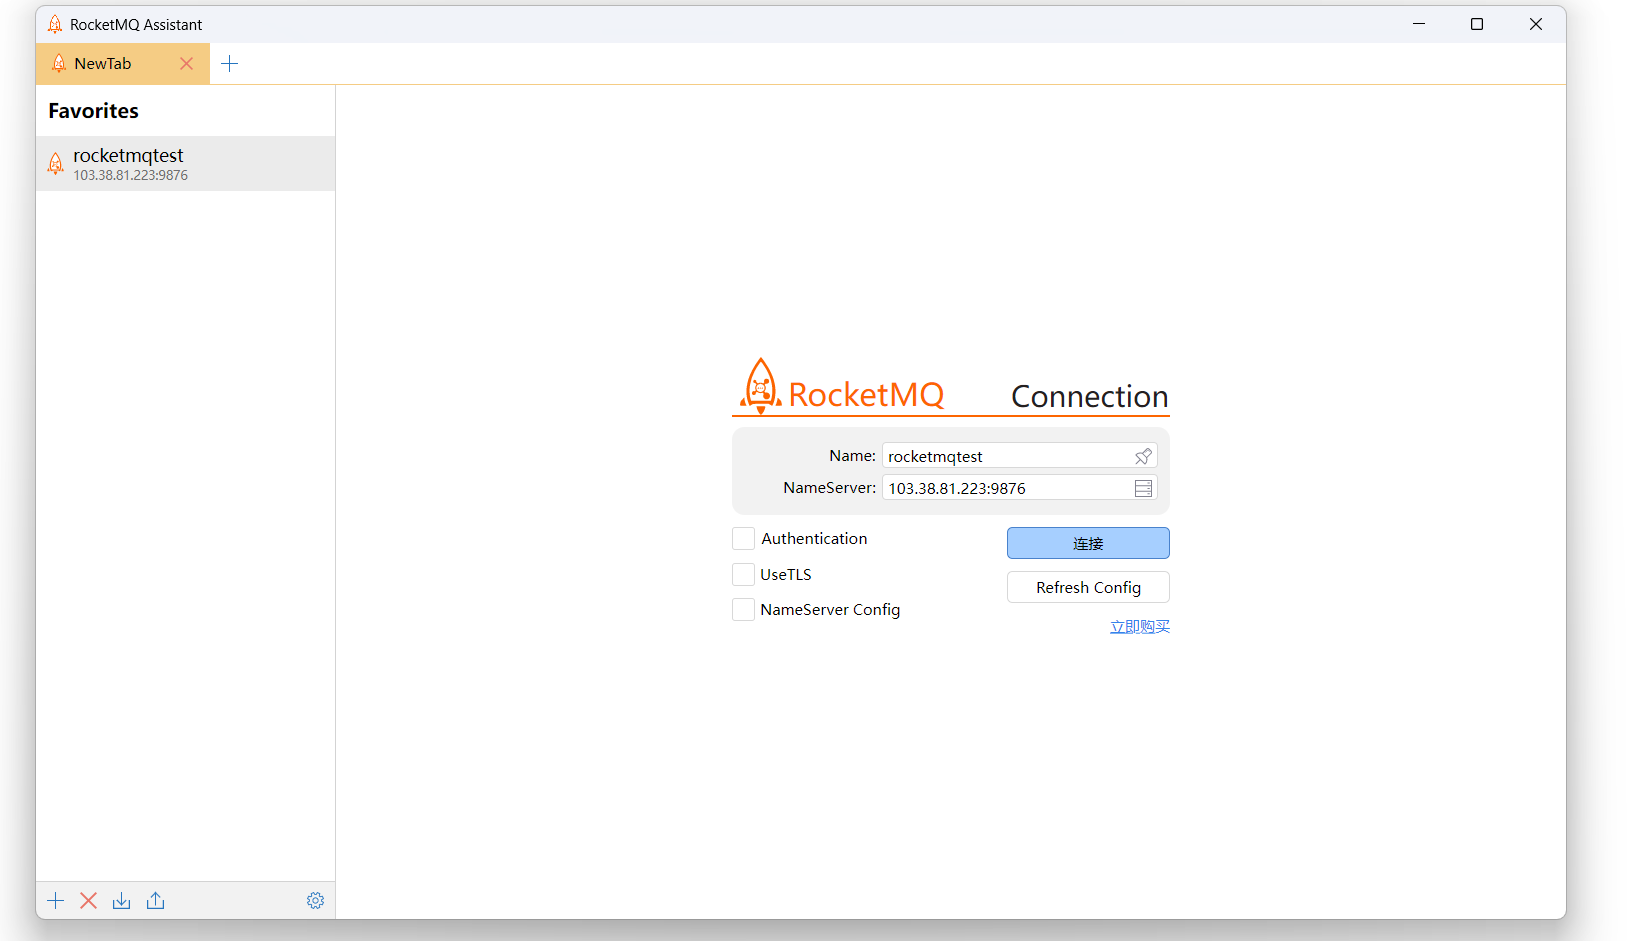 RocketMQ Assistant
NewTab
Favorites
rocketmqtest
103.38.81.223:9876
RocketMQ Connection
Name: rocketmqtest
NameServer: 103.38.81.223:9876
Authentication
连接
UseTLS
Refresh Config
NameServer Config
立即购买